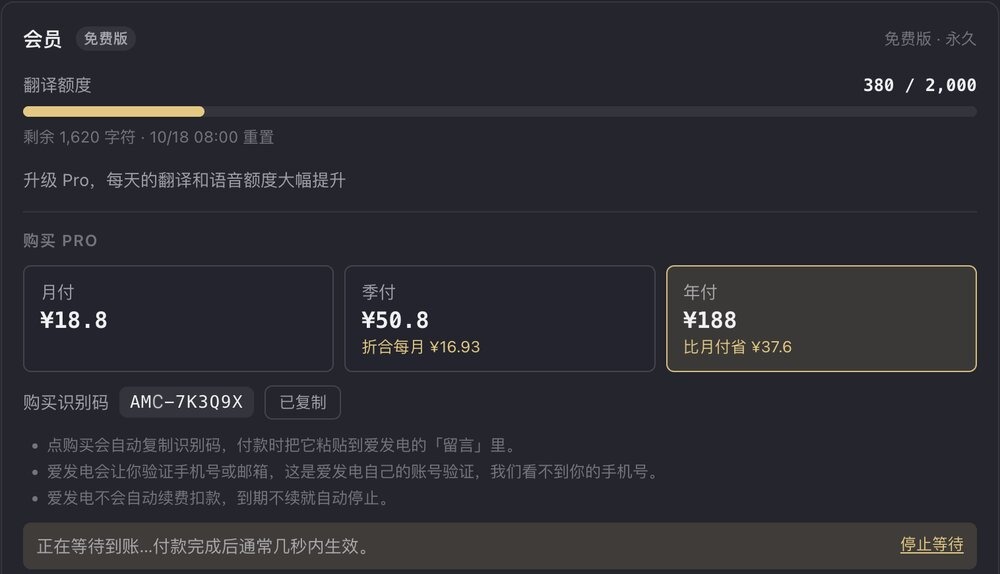 会员 免费版 免费版 · 永久
翻译额度 380 / 2,000
剩余 1,620 字符 · 10/18 08:00 重置
升级 Pro，每天的翻译和语音额度大幅提升
购买 PRO
月付
¥18.8
季付
¥50.8
折合每月 ¥16.93
年付
¥188
比月付省 ¥37.6
购买识别码 AMC-7K3Q9X 已复制
• 点购买会自动复制识别码，付款时把它粘贴到爱发电的「留言」里。
• 爱发电会让你验证手机号或邮箱，这是爱发电自己的账号验证，我们看不到你的手机号。
• 爱发电不会自动续费扣款，到期不续就自动停止。
正在等待到账…付款完成后通常几秒内生效。 停止等待